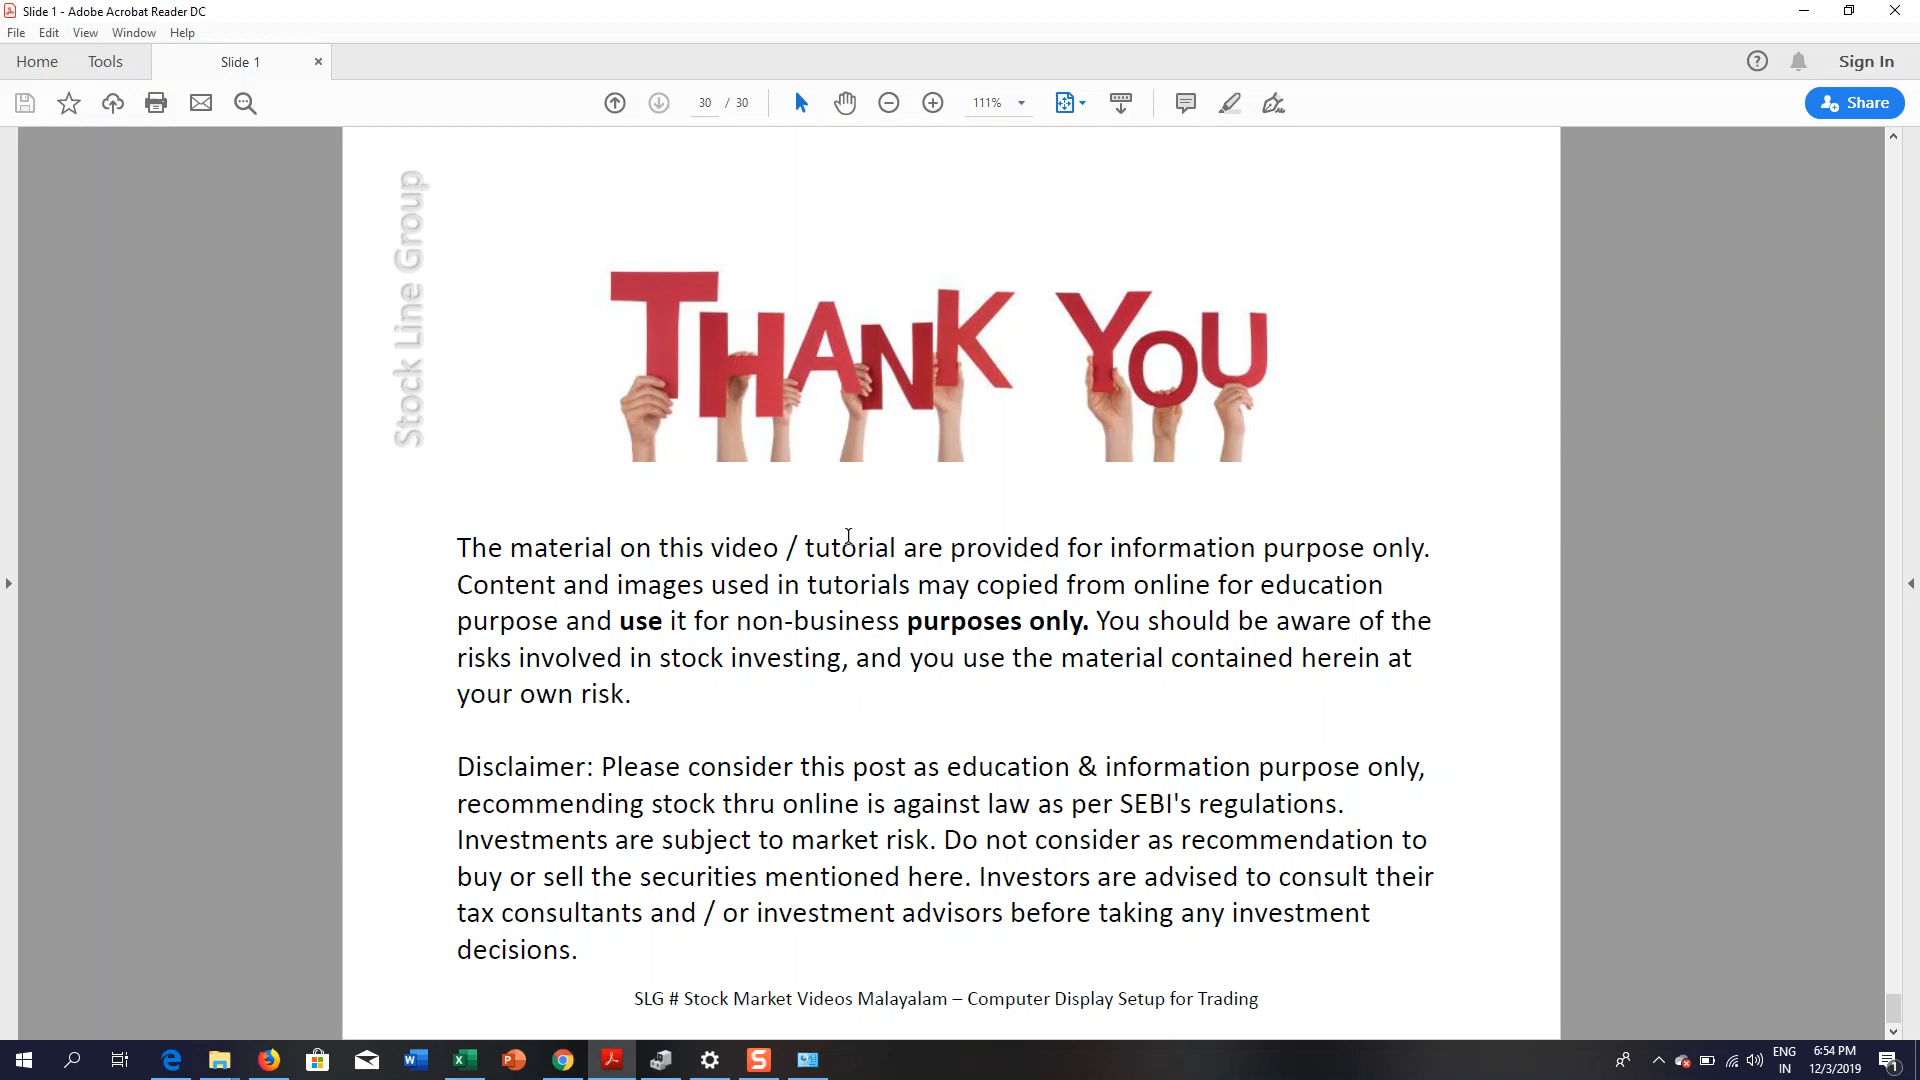 Slide 1 - Adobe Acrobat Reader DC
File Edit View Window Help
Home Tools Slide 1 Sign In
30 / 30 111% Share
Stock Line Group
THANK YOU
The material on this video / tutorial are provided for information purpose only.
Content and images used in tutorials may copied from online for education
purpose and use it for non-business purposes only. You should be aware of the
risks involved in stock investing, and you use the material contained herein at
your own risk.
Disclaimer: Please consider this post as education & information purpose only,
recommending stock thru online is against law as per SEBI's regulations.
Investments are subject to market risk. Do not consider as recommendation to
buy or sell the securities mentioned here. Investors are advised to consult their
tax consultants and / or investment advisors before taking any investment
decisions.
SLG # Stock Market Videos Malayalam – Computer Display Setup for Trading
ENG 6:54 PM
IN 12/3/2019 1